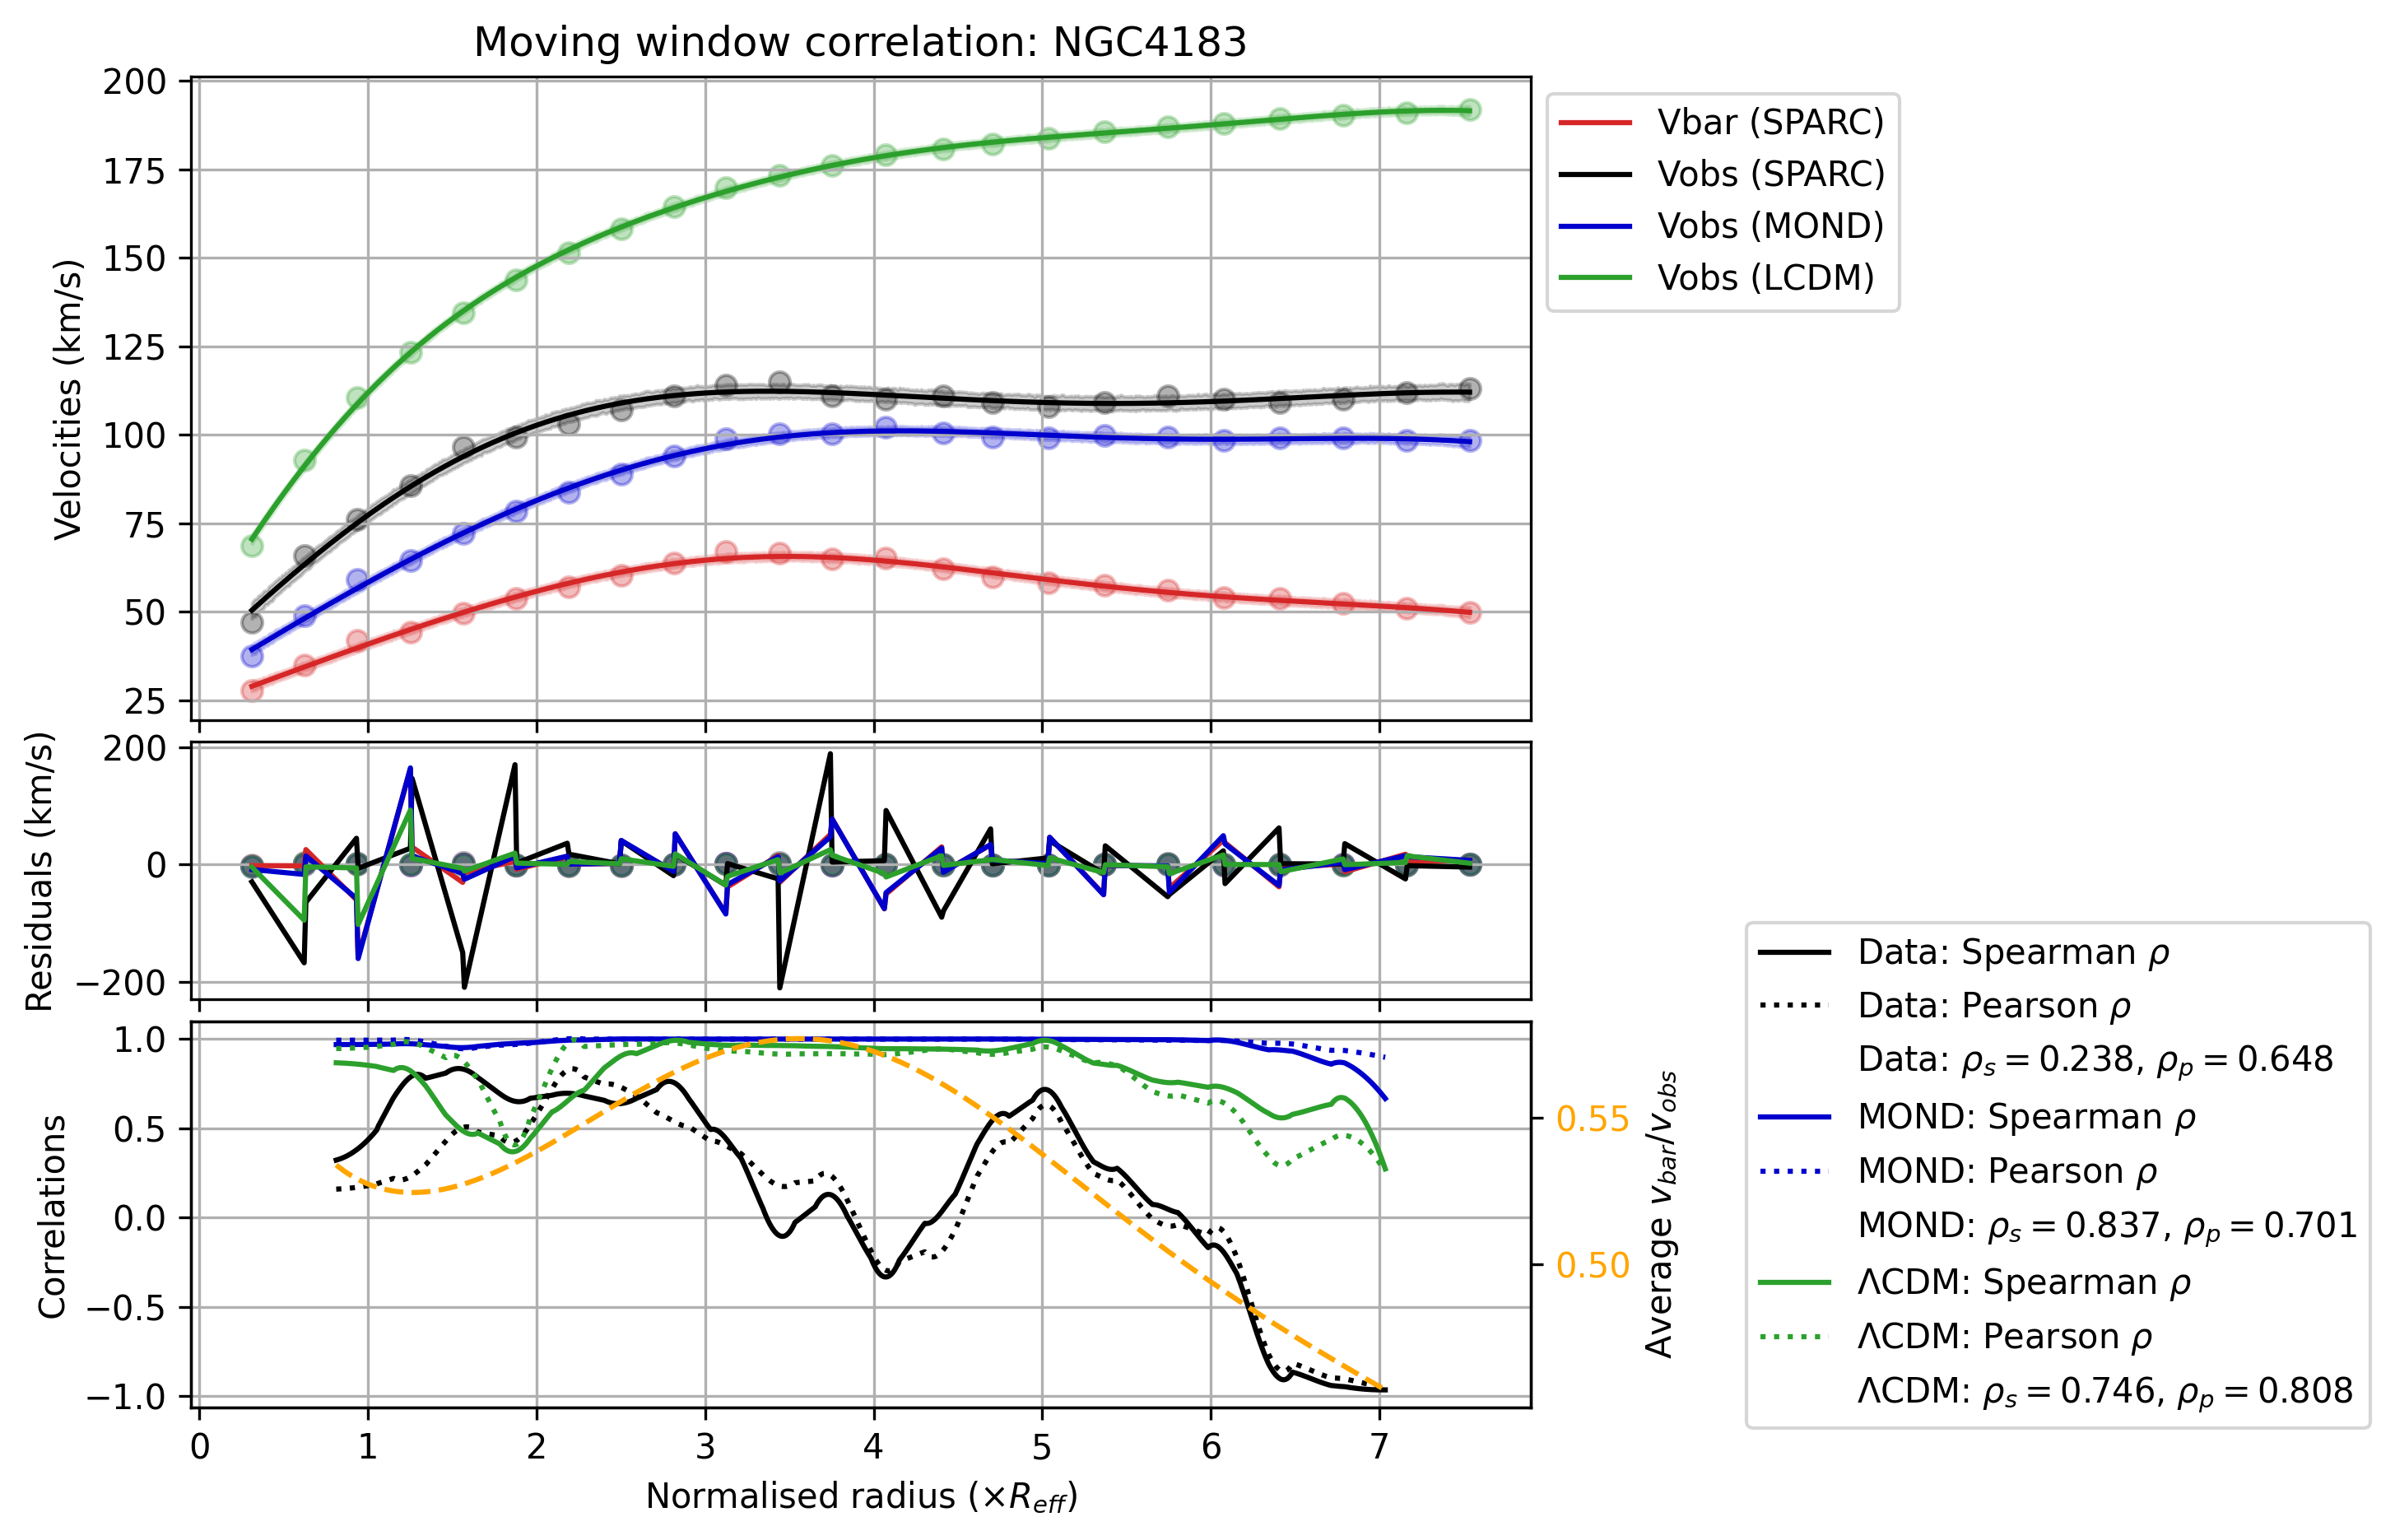 Moving window correlation: NGC4183
200
175
150
125
100
75
50
25
Velocities (km/s)
Vbar (SPARC)
Vobs (SPARC)
Vobs (MOND)
Vobs (LCDM)
200
0
−200
Residuals (km/s)
1.0
0.5
0.0
−0.5
−1.0
Correlations
0.55
0.50
Average v_bar/v_obs
Data: Spearman ρ
Data: Pearson ρ
Data: ρ_s = 0.238, ρ_p = 0.648
MOND: Spearman ρ
MOND: Pearson ρ
MOND: ρ_s = 0.837, ρ_p = 0.701
ΛCDM: Spearman ρ
ΛCDM: Pearson ρ
ΛCDM: ρ_s = 0.746, ρ_p = 0.808
0 1 2 3 4 5 6 7
Normalised radius (×R_eff)